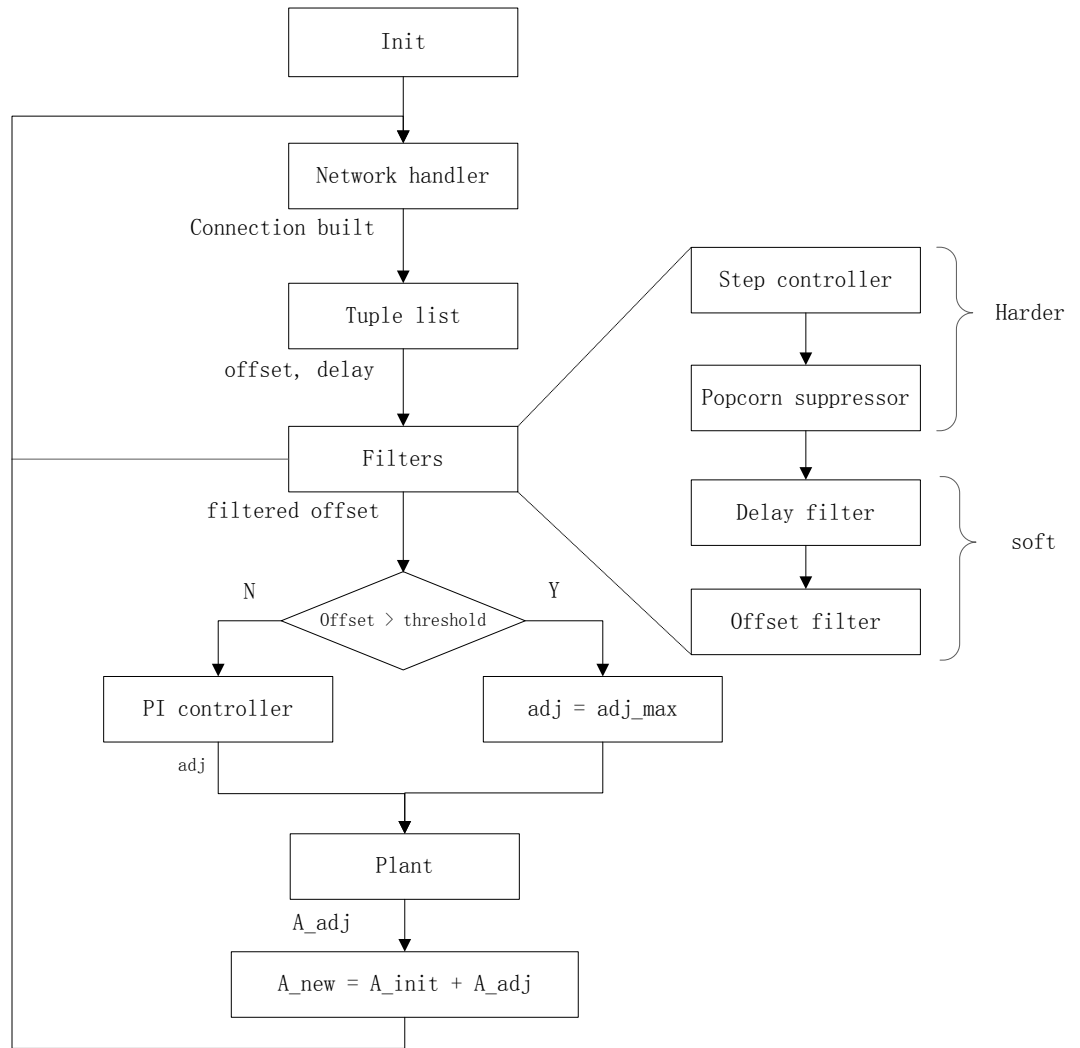 Init
Network handler
Connection built
Tuple list
offset, delay
Filters
filtered offset
N
Y
Offset > threshold
PI controller
adj = adj_max
adj
Plant
A_adj
A_new = A_init + A_adj
Step controller
Harder
Popcorn suppressor
Delay filter
soft
Offset filter